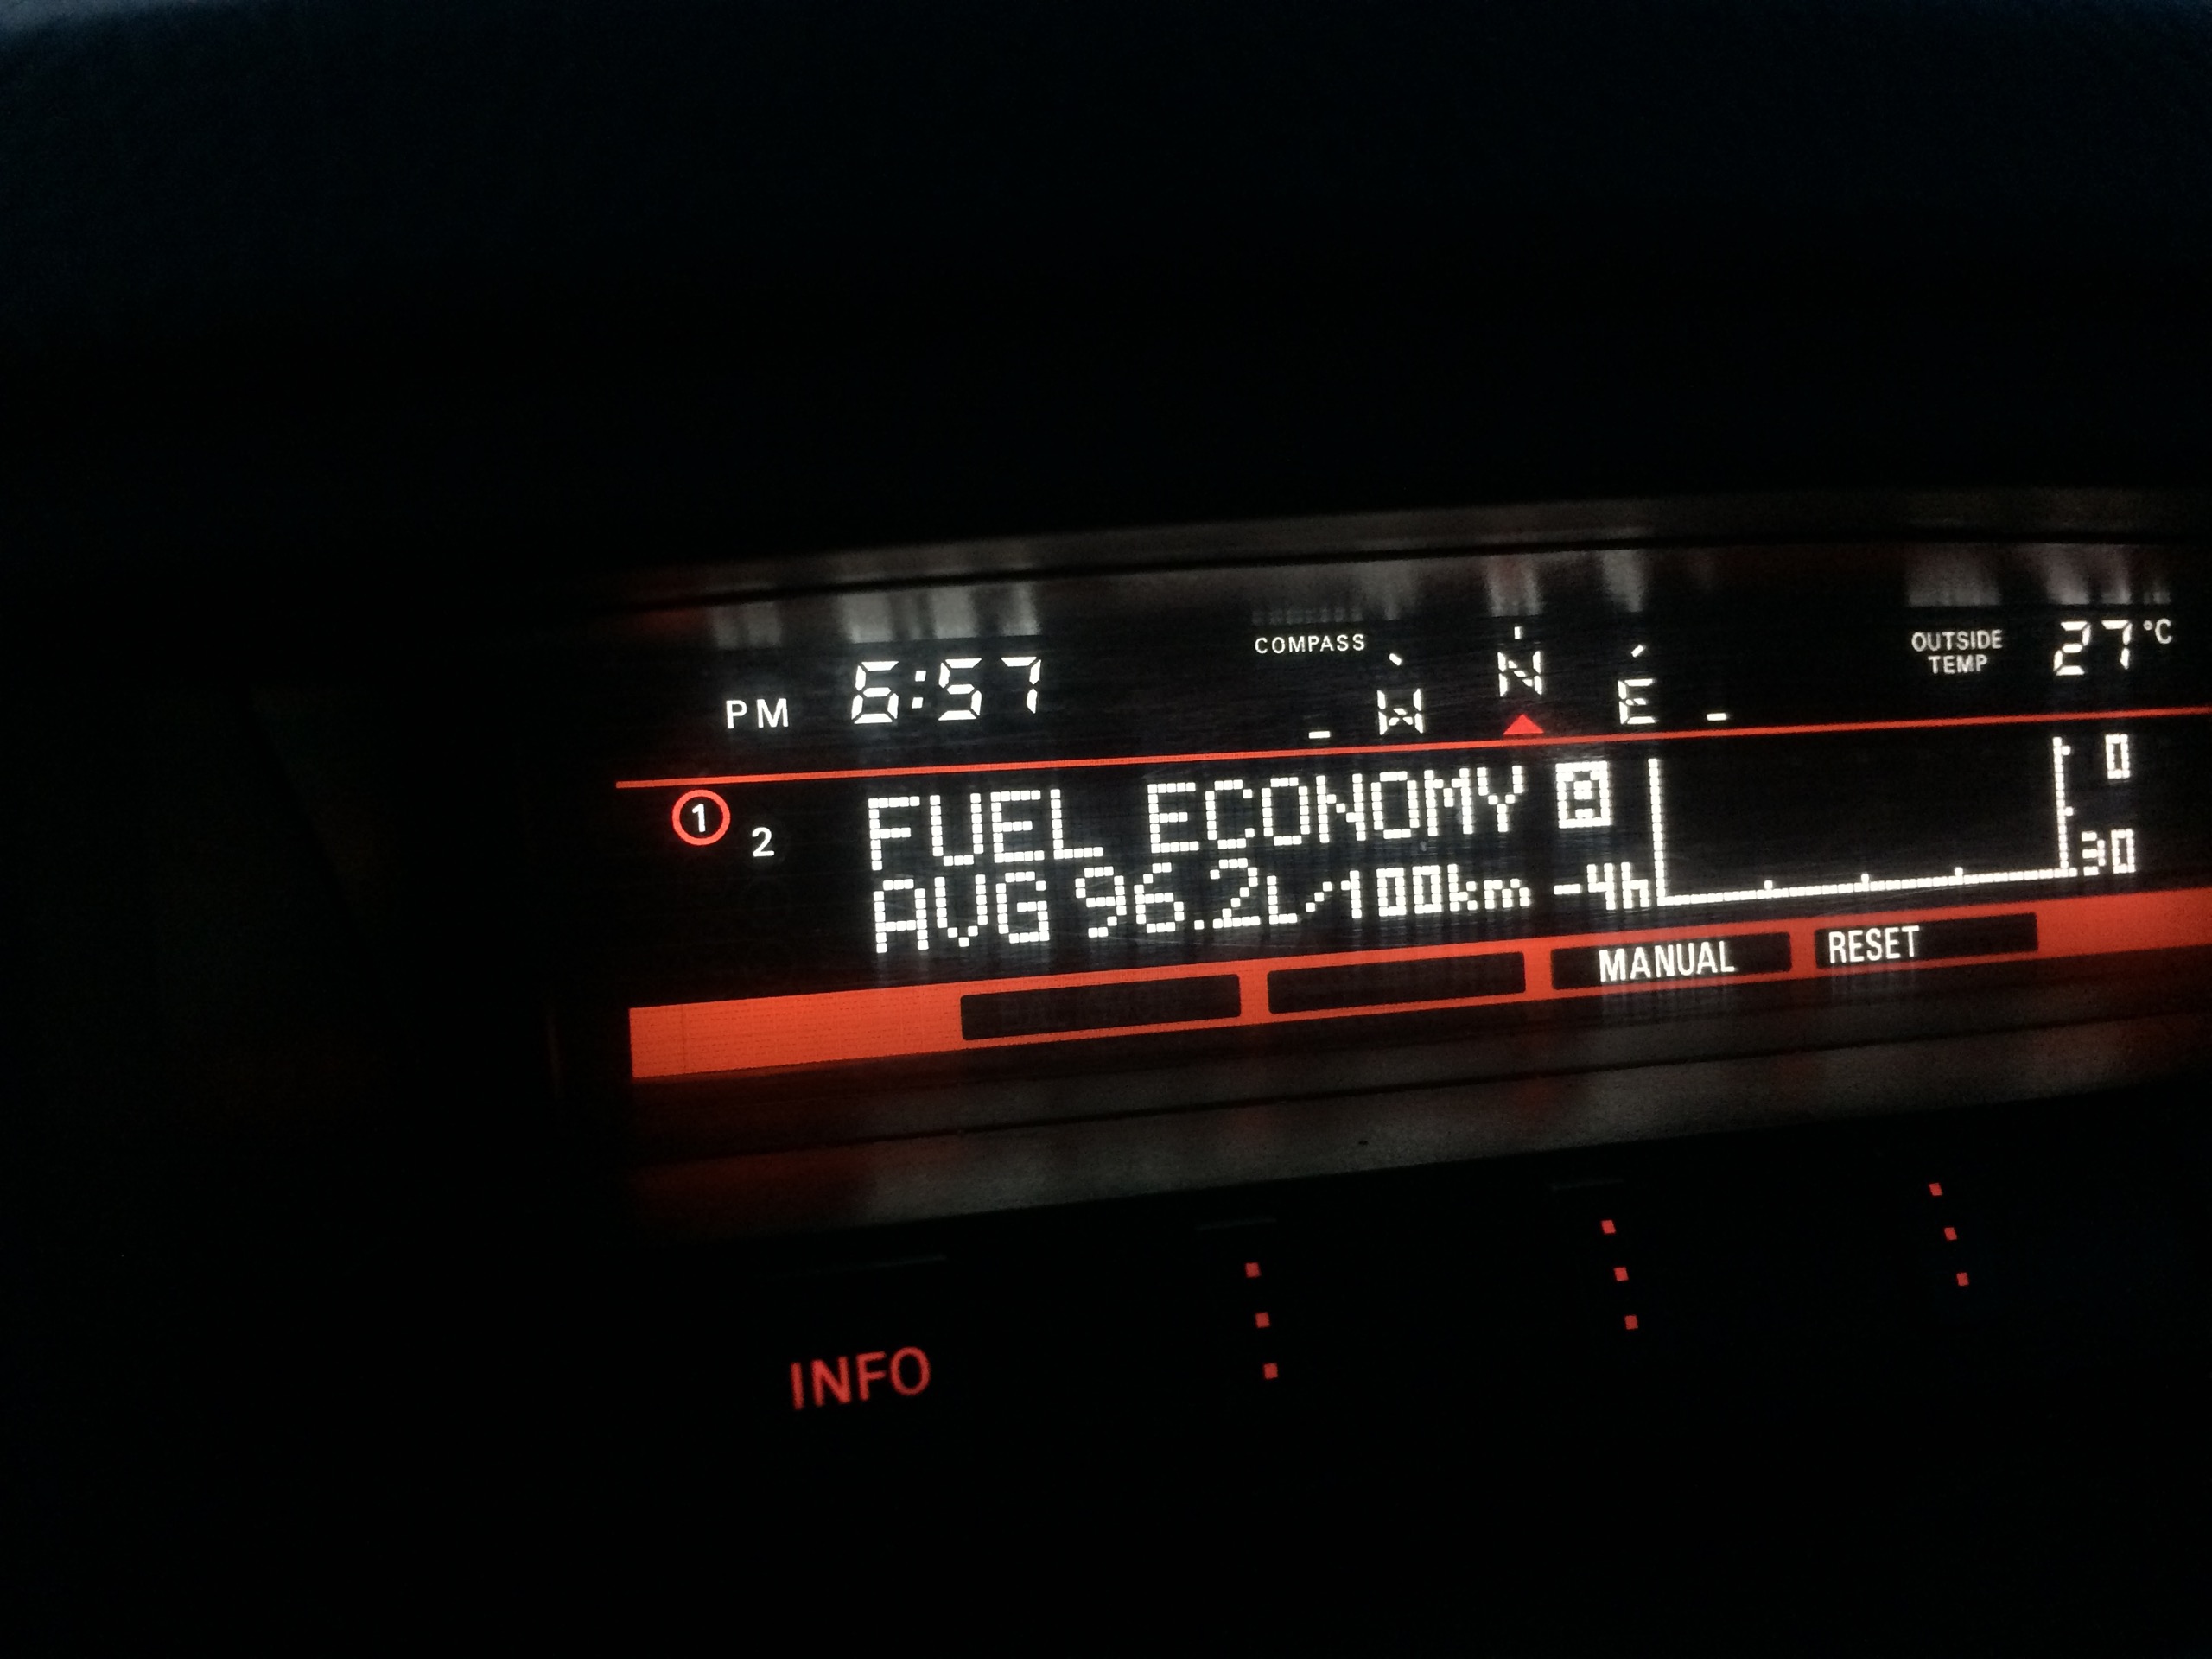 PM 6:57 COMPASS W N E OUTSIDE TEMP 27°C
1 2 FUEL ECONOMY A 0
AVG 96.2L/100km -4h 30
MANUAL RESET
INFO